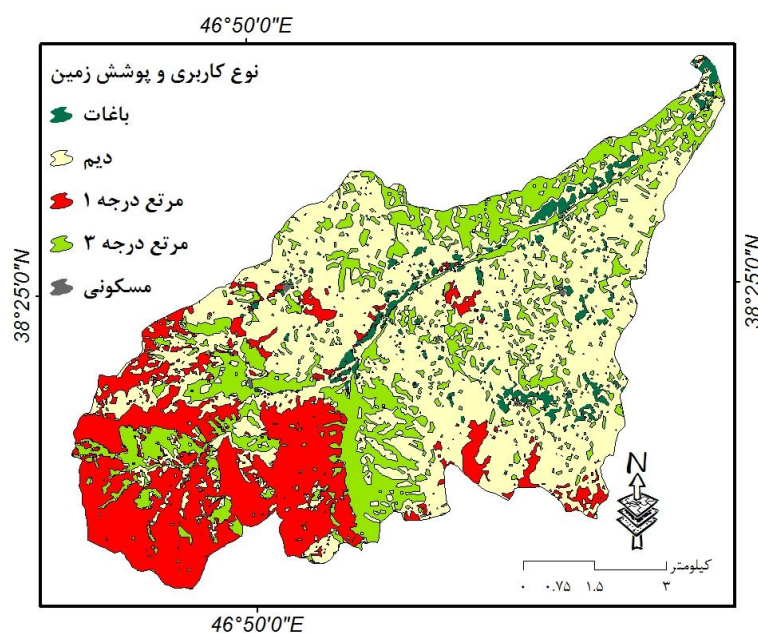 46°50'0"E
نوع کاربری و پوشش زمین
باغات
دیم
مرتع درجه ۱
مرتع درجه ۳
مسکونی
38°25'0"N
38°25'0"N
N
کیلومتر
۰ ۰.۷۵ ۱.۵ ۳
46°50'0"E